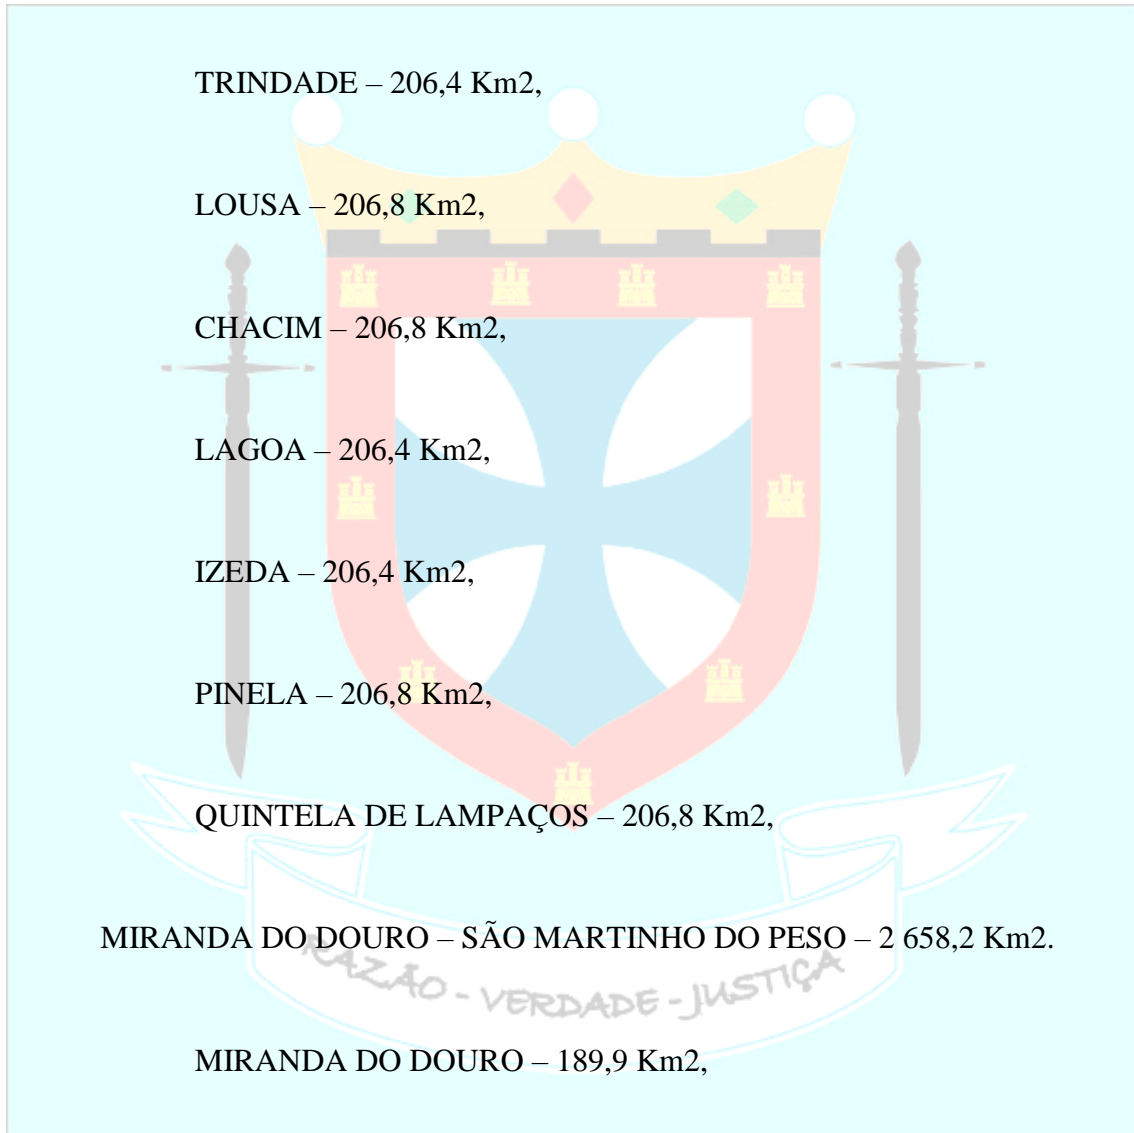 TRINDADE – 206,4 Km2,
LOUSA – 206,8 Km2,
CHACIM – 206,8 Km2,
LAGOA – 206,4 Km2,
IZEDA – 206,4 Km2,
PINELA – 206,8 Km2,
QUINTELA DE LAMPAÇOS – 206,8 Km2,
MIRANDA DO DOURO – SÃO MARTINHO DO PESO – 2 658,2 Km2.
RAZÃO - VERDADE - JUSTIÇA
MIRANDA DO DOURO – 189,9 Km2,